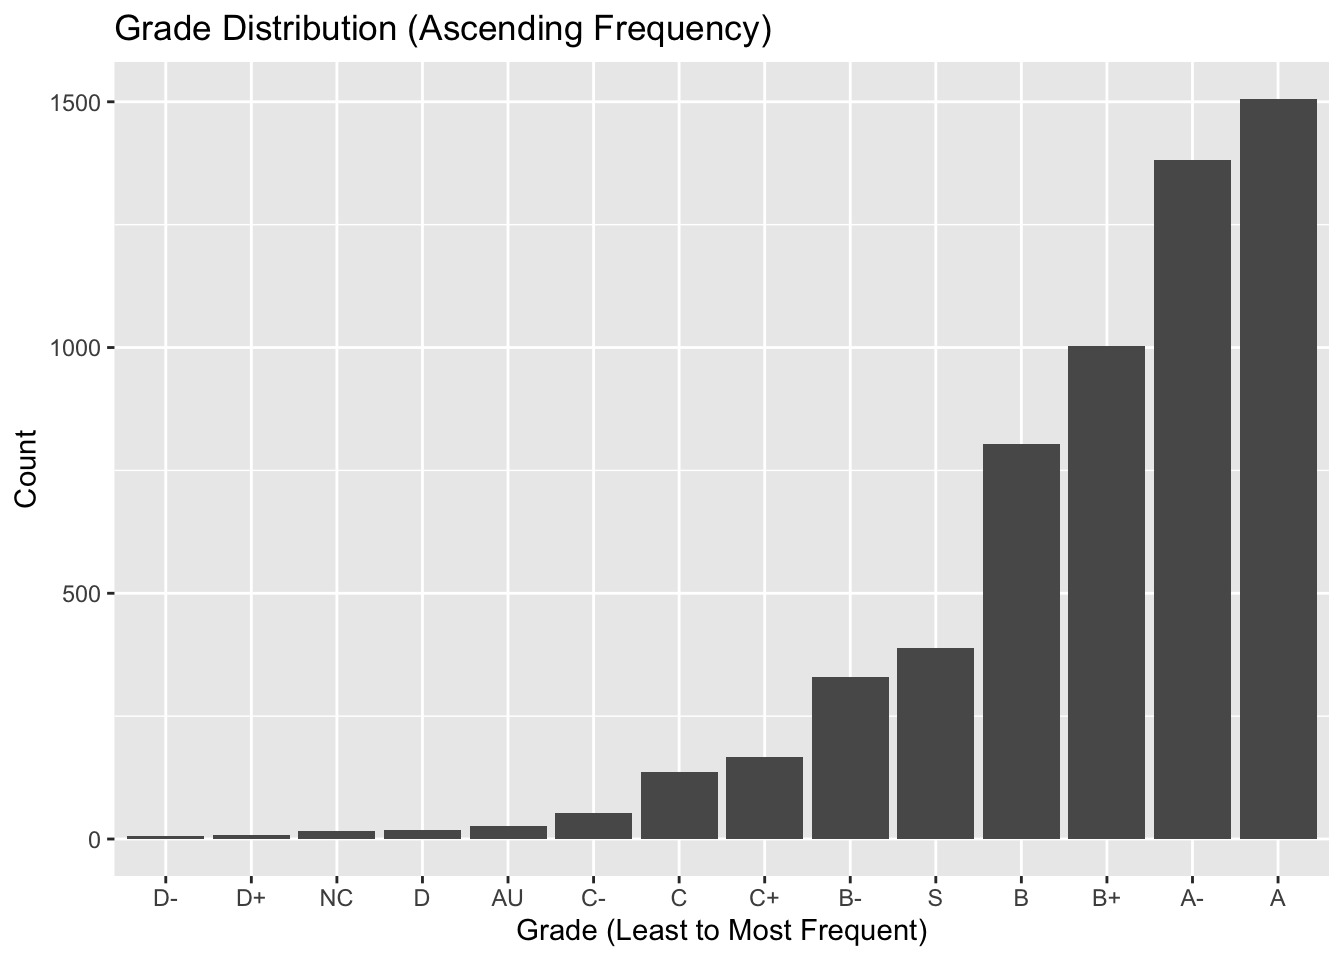 Grade Distribution (Ascending Frequency)
1500
1000
500
0
Count
D- D+ NC D AU C- C C+ B- S B B+ A- A
Grade (Least to Most Frequent)